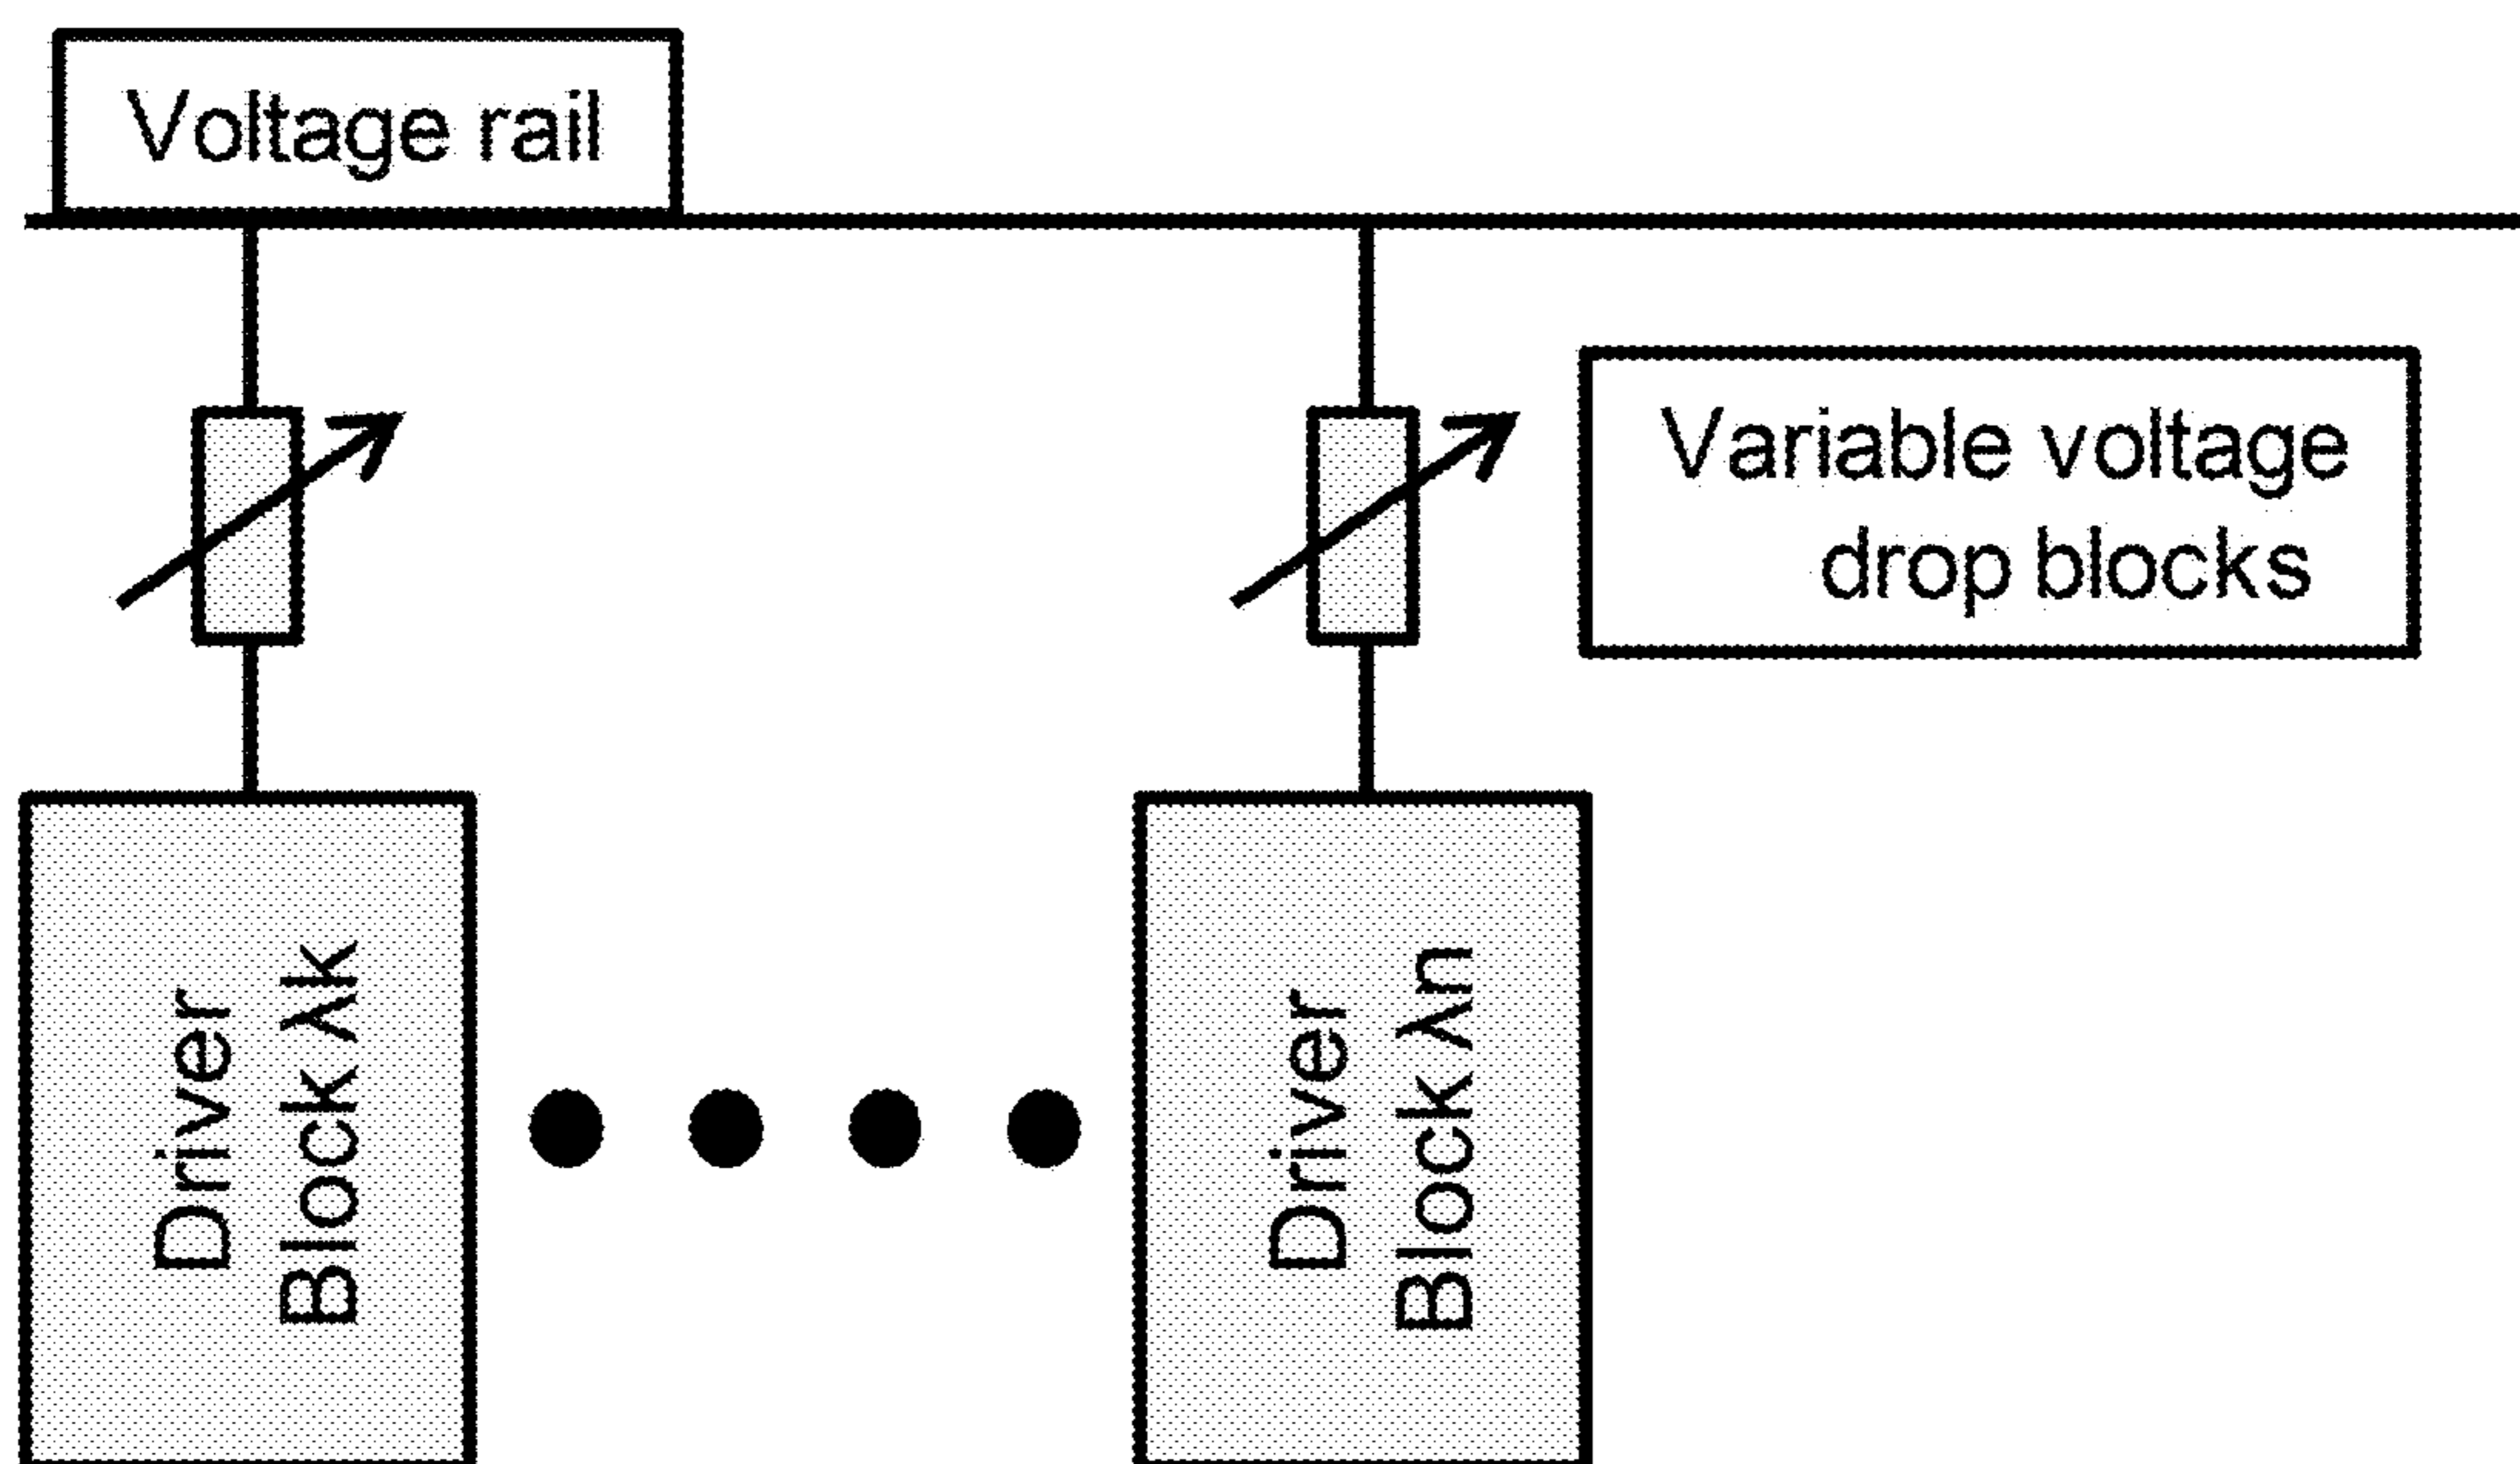 Voltage rail
Variable voltage
drop blocks
Driver
Block λk
Driver
Block λn